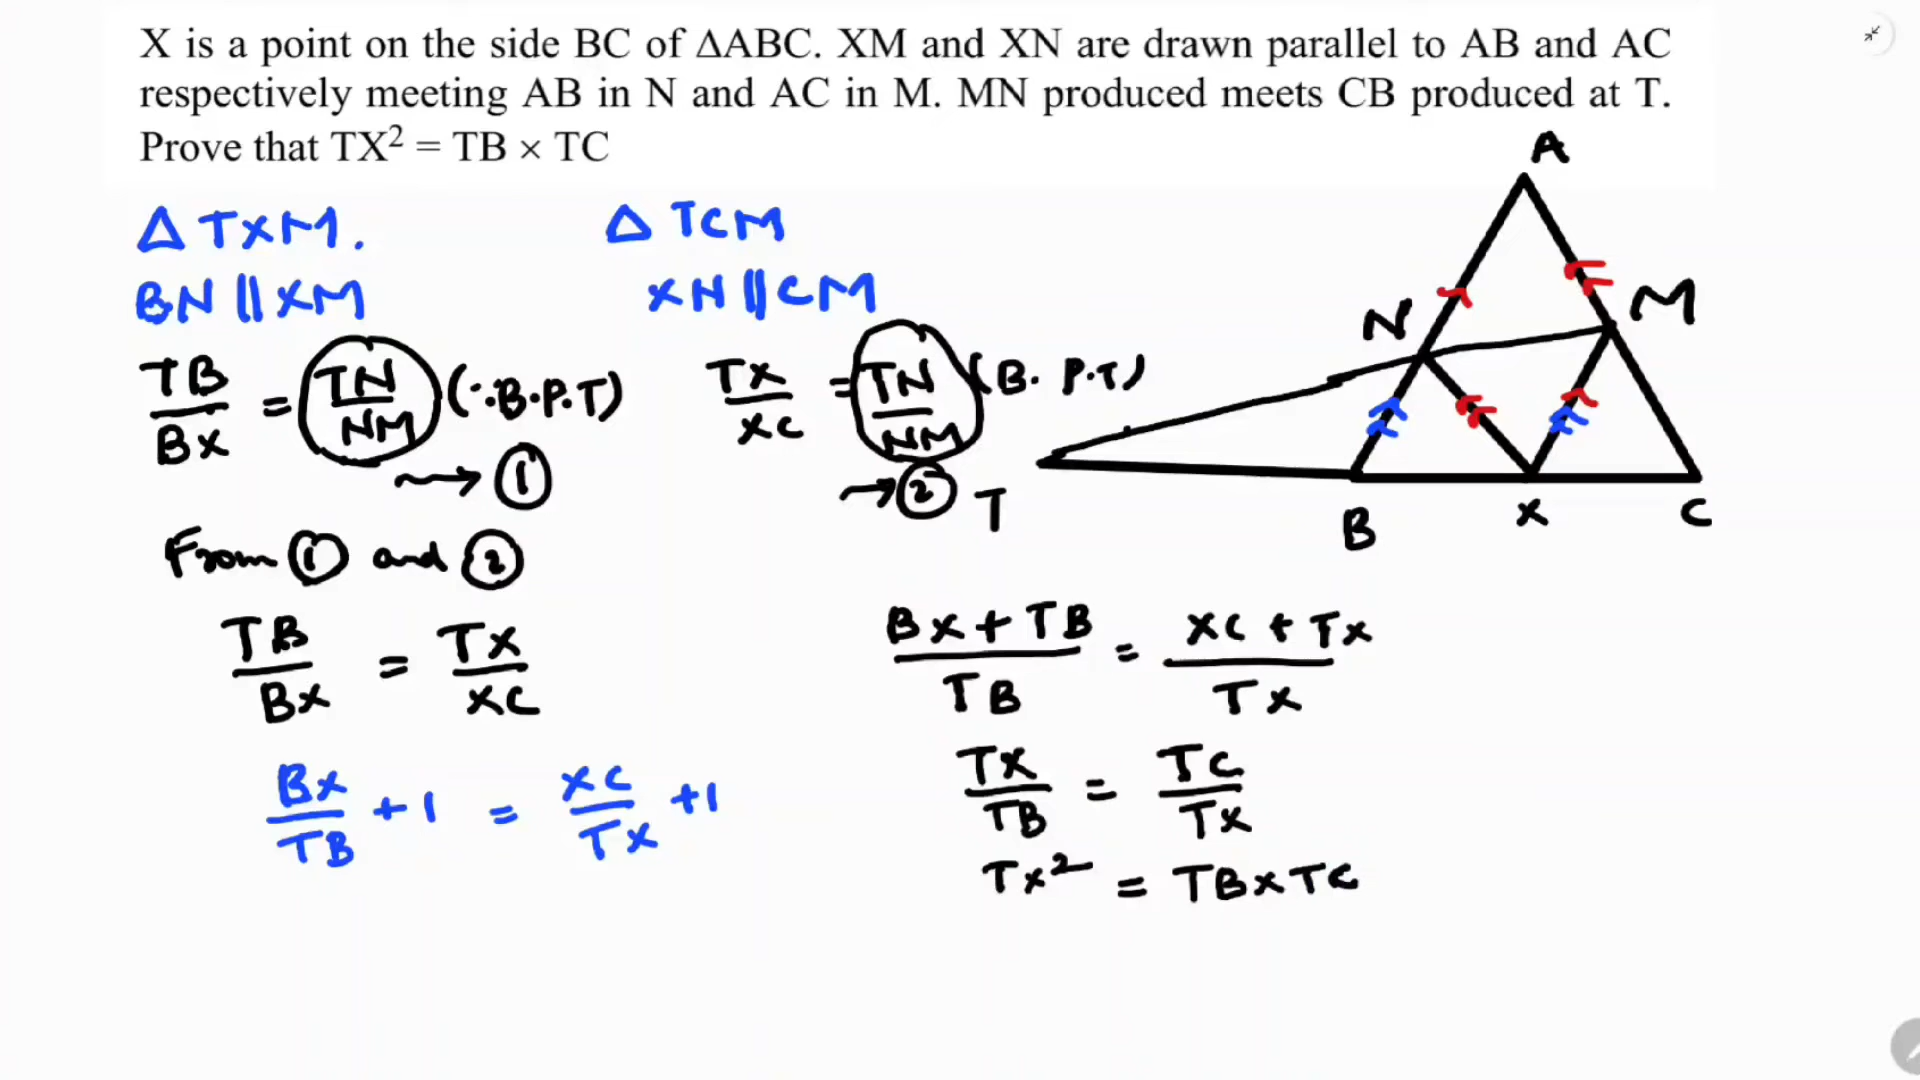 X is a point on the side BC of ΔABC. XM and XN are drawn parallel to AB and AC
respectively meeting AB in N and AC in M. MN produced meets CB produced at T.
Prove that TX² = TB × TC
Δ TXM.
BN || XM
TB/BX = TN/NM (∵B.P.T)
→ ①
Δ TCM
XN || CM
TX/XC = TN/NM (B. P.T)
→ ②
A
N
M
T
B
X
C
From ① and ②
TB/BX = TX/XC
BX/TB + 1 = XC/TX + 1
BX + TB/TB = XC + TX/TX
TX/TB = TC/TX
TX² = TB x TC